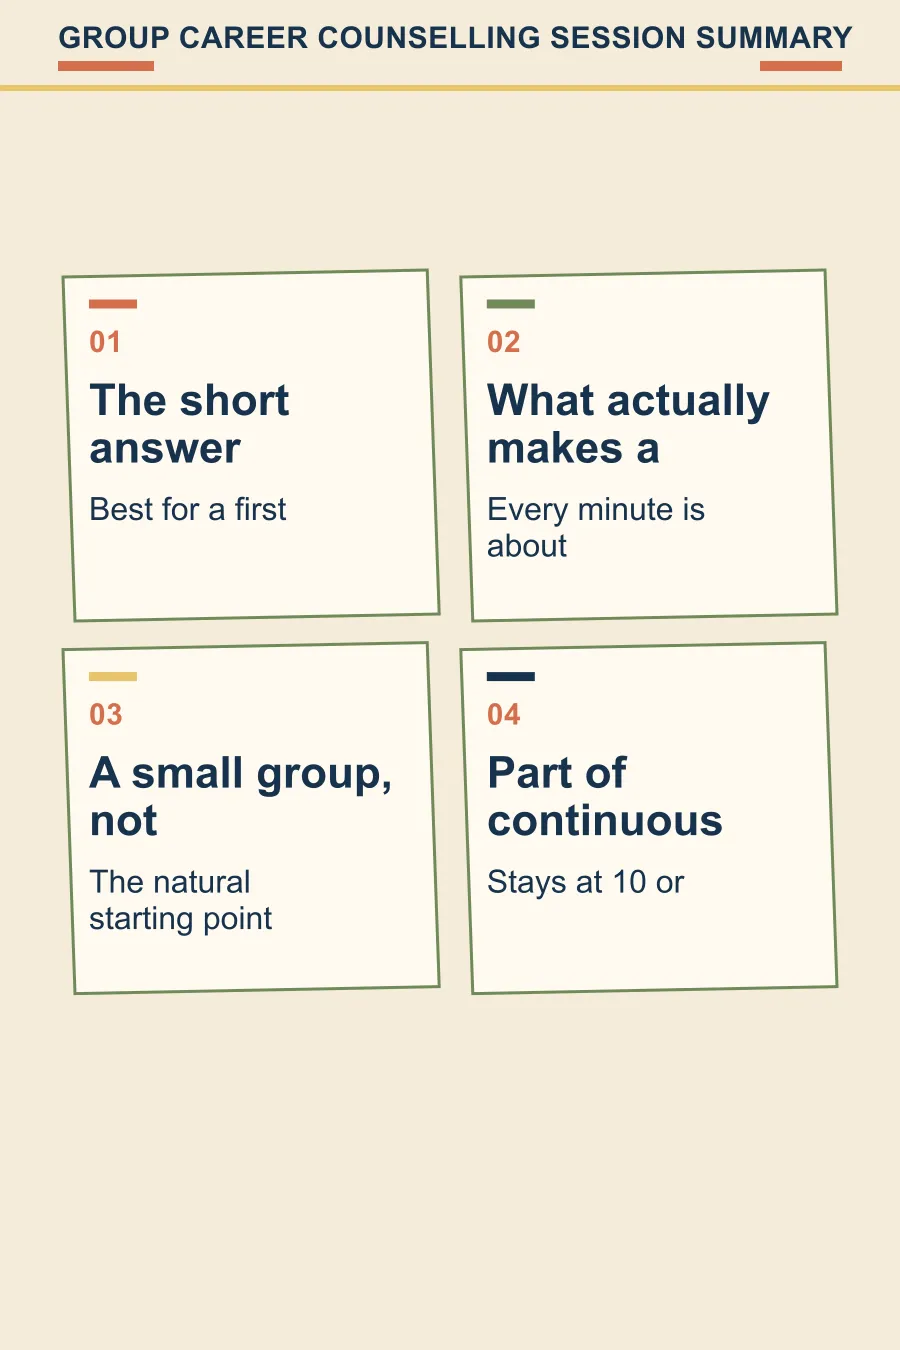 GROUP CAREER COUNSELLING SESSION SUMMARY
01
The short
answer
Best for a first
02
What actually
makes a
Every minute is
about
03
A small group,
not
The natural
starting point
04
Part of
continuous
Stays at 10 or